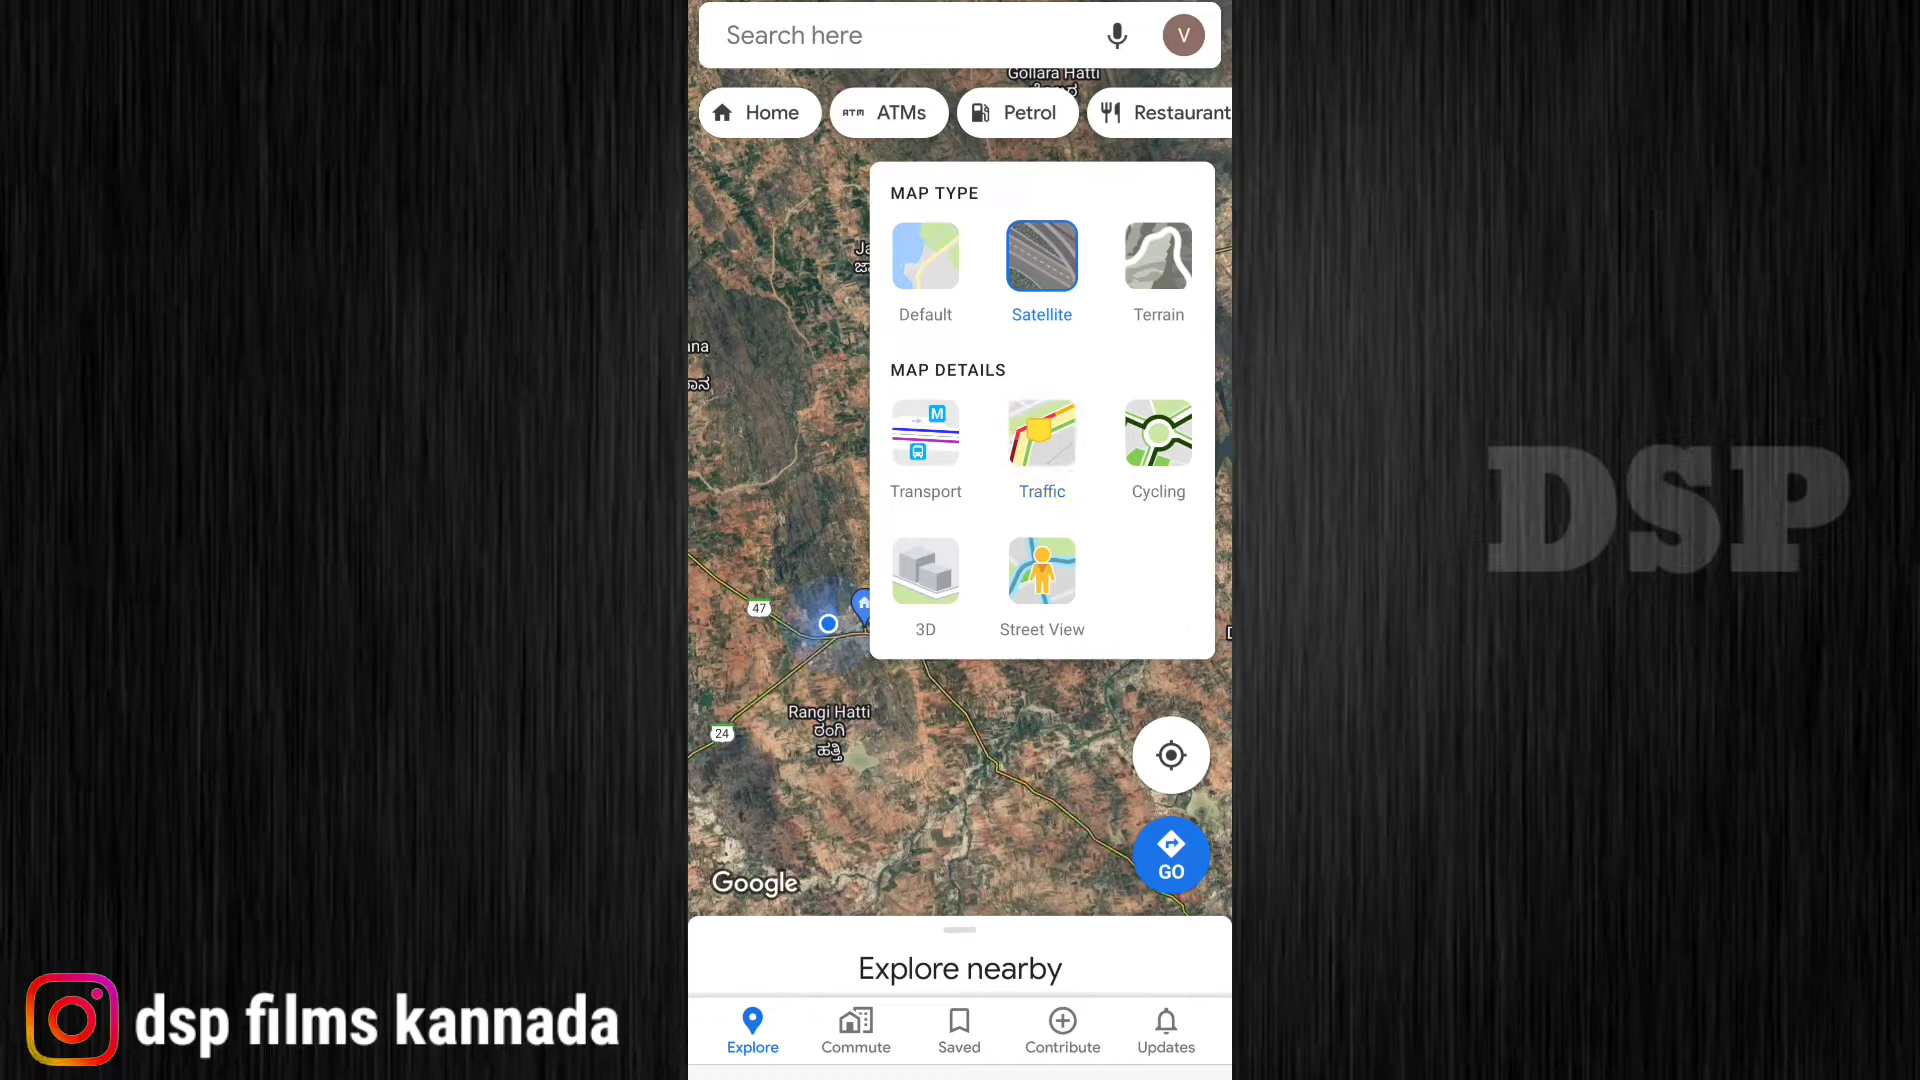 Search here
V
Gollara Hatti
Home
ATM
ATMs
Petrol
Restaurant
MAP TYPE
Default
Satellite
Terrain
MAP DETAILS
M
Transport
Traffic
Cycling
3D
Street View
47
24
Rangi Hatti
ರಂಗಿ
ಹತ್ತಿ
GO
Google
Explore nearby
Explore
Commute
Saved
Contribute
Updates
DSP
dsp films kannada